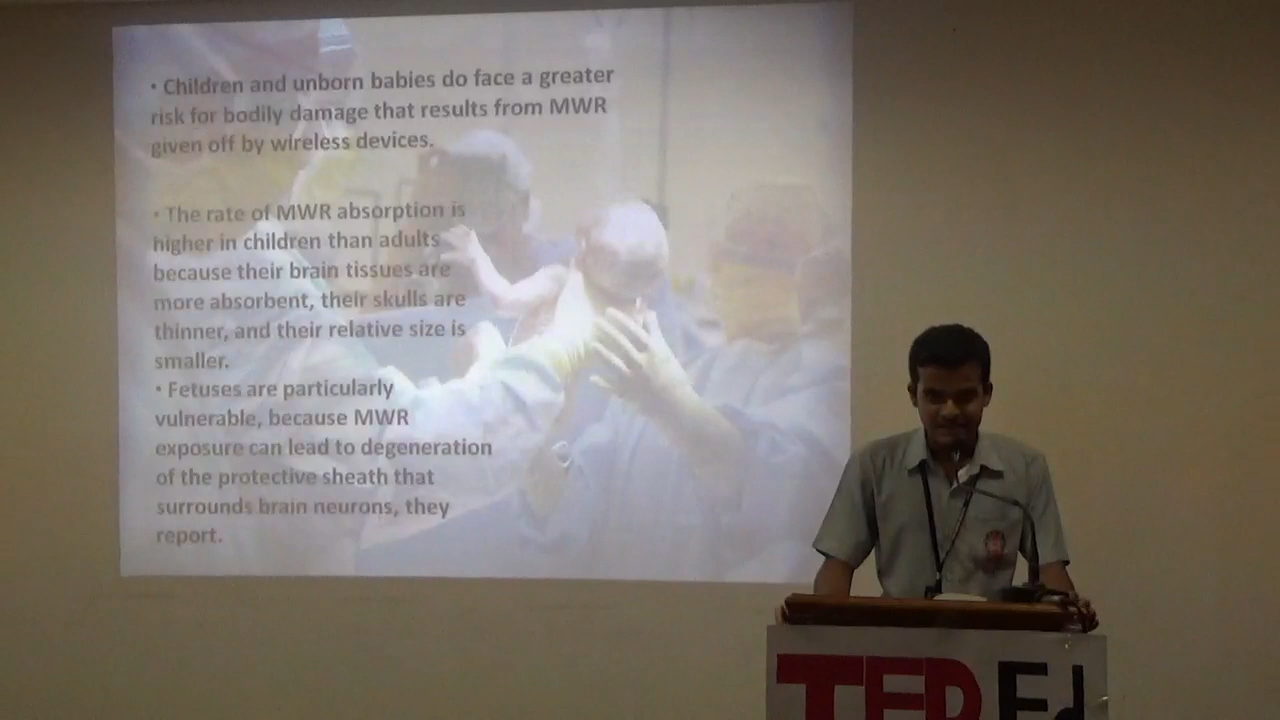 • Children and unborn babies do face a greater
risk for bodily damage that results from MWR
given off by wireless devices.
• The rate of MWR absorption is
higher in children than adults
because their brain tissues are
more absorbent, their skulls are
thinner, and their relative size is
smaller.
• Fetuses are particularly
vulnerable, because MWR
exposure can lead to degeneration
of the protective sheath that
surrounds brain neurons, they
report.
TED Ed